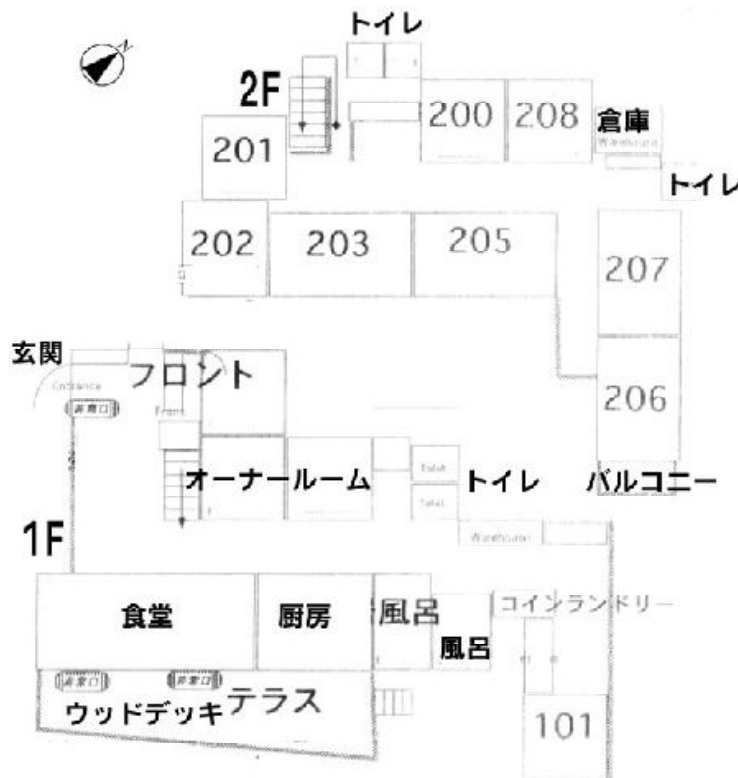 N
トイレ
2F
200
208
倉庫
Warehouse
201
トイレ
202
203
205
207
玄関
フロント
Entrance
非常口
Front
206
オーナールーム
Toilet
トイレ
バルコニー
Toilet
1F
Warehouse
食堂
厨房
風呂
風呂
コインランドリー
非常口
非常口
ウッドデッキ
テラス
101